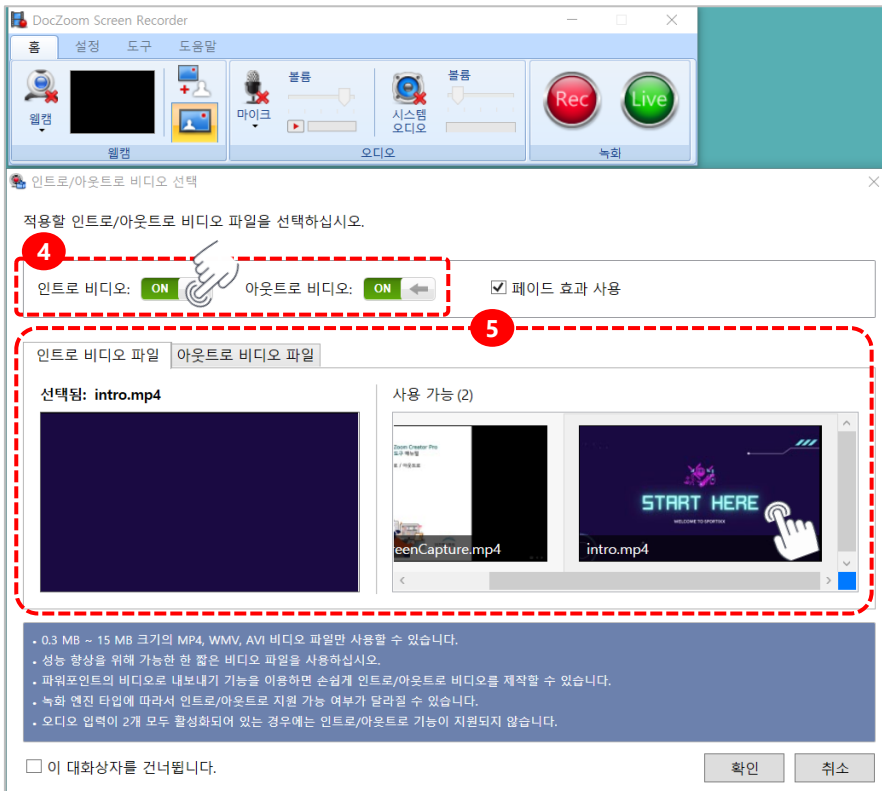 DocZoom Screen Recorder
홈 설정 도구 도움말
웹캠
마이크
볼륨
시스템
오디오
볼륨
Rec
Live
웹캠
오디오
녹화
인트로/아웃트로 비디오 선택
적용할 인트로/아웃트로 비디오 파일을 선택하십시오.
4
인트로 비디오: ON 아웃트로 비디오: ON 페이드 효과 사용
5
인트로 비디오 파일 아웃트로 비디오 파일
선택됨: intro.mp4
사용 가능 (2)
Zoom Creator Pro
reenCapture.mp4
START HERE
intro.mp4
• 0.3 MB ~ 15 MB 크기의 MP4, WMV, AVI 비디오 파일만 사용할 수 있습니다.
• 성능 향상을 위해 가능한 한 짧은 비디오 파일을 사용하십시오.
• 파워포인트의 비디오로 내보내기 기능을 이용하면 손쉽게 인트로/아웃트로 비디오를 제작할 수 있습니다.
• 녹화 엔진 타입에 따라서 인트로/아웃트로 지원 가능 여부가 달라질 수 있습니다.
• 오디오 입력이 2개 모두 활성화되어 있는 경우에는 인트로/아웃트로 기능이 지원되지 않습니다.
이 대화상자를 건너뜁니다.
확인
취소